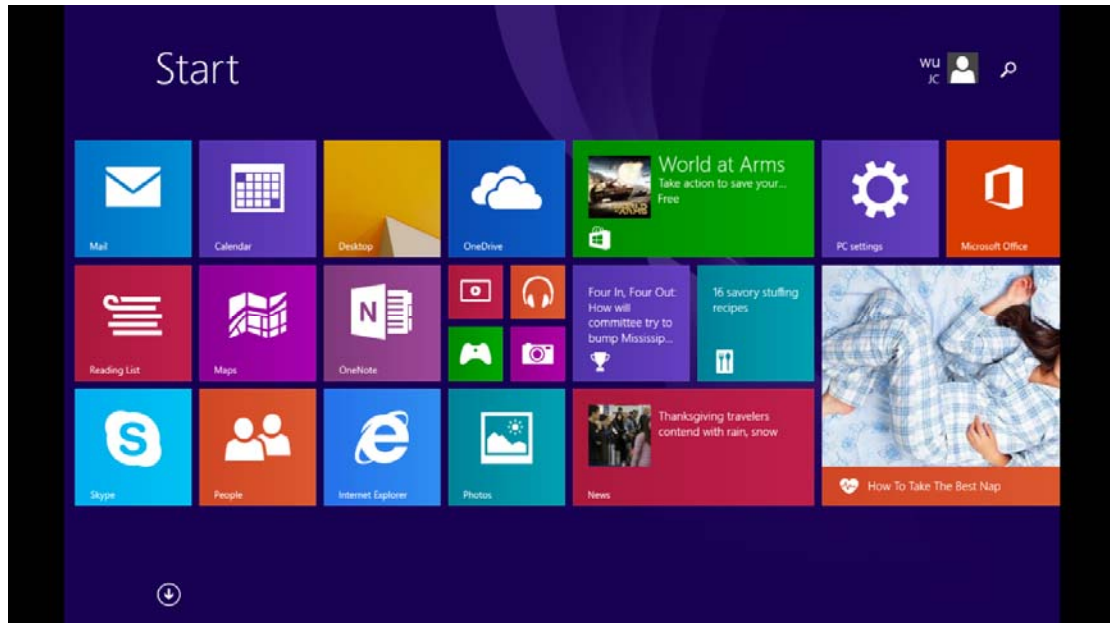 Start
wu
JC
World at Arms
Take action to save your...
Free
Mail
Calendar
Desktop
OneDrive
PC settings
Microsoft Office
Four In, Four Out:
How will
committee try to
bump Mississip...
16 savory stuffing
recipes
Reading List
Maps
OneNote
Thanksgiving travelers
contend with rain, snow
How To Take The Best Nap
Skype
People
Internet Explorer
Photos
News